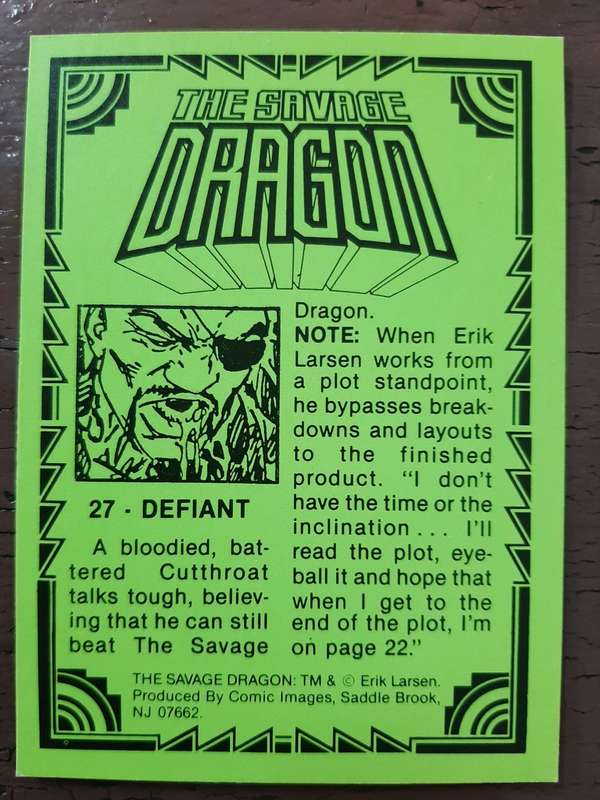 THE SAVAGE
DRAGON
27 - DEFIANT
A bloodied, bat-
tered Cutthroat
talks tough, believ-
ing that he can still
beat The Savage
Dragon.
NOTE: When Erik
Larsen works from
a plot standpoint,
he bypasses break-
downs and layouts
to the finished
product. “I don’t
have the time or the
inclination... I’ll
read the plot, eye-
ball it and hope that
when I get to the
end of the plot, I’m
on page 22.”
THE SAVAGE DRAGON: TM & © Erik Larsen.
Produced By Comic Images, Saddle Brook,
NJ 07662.